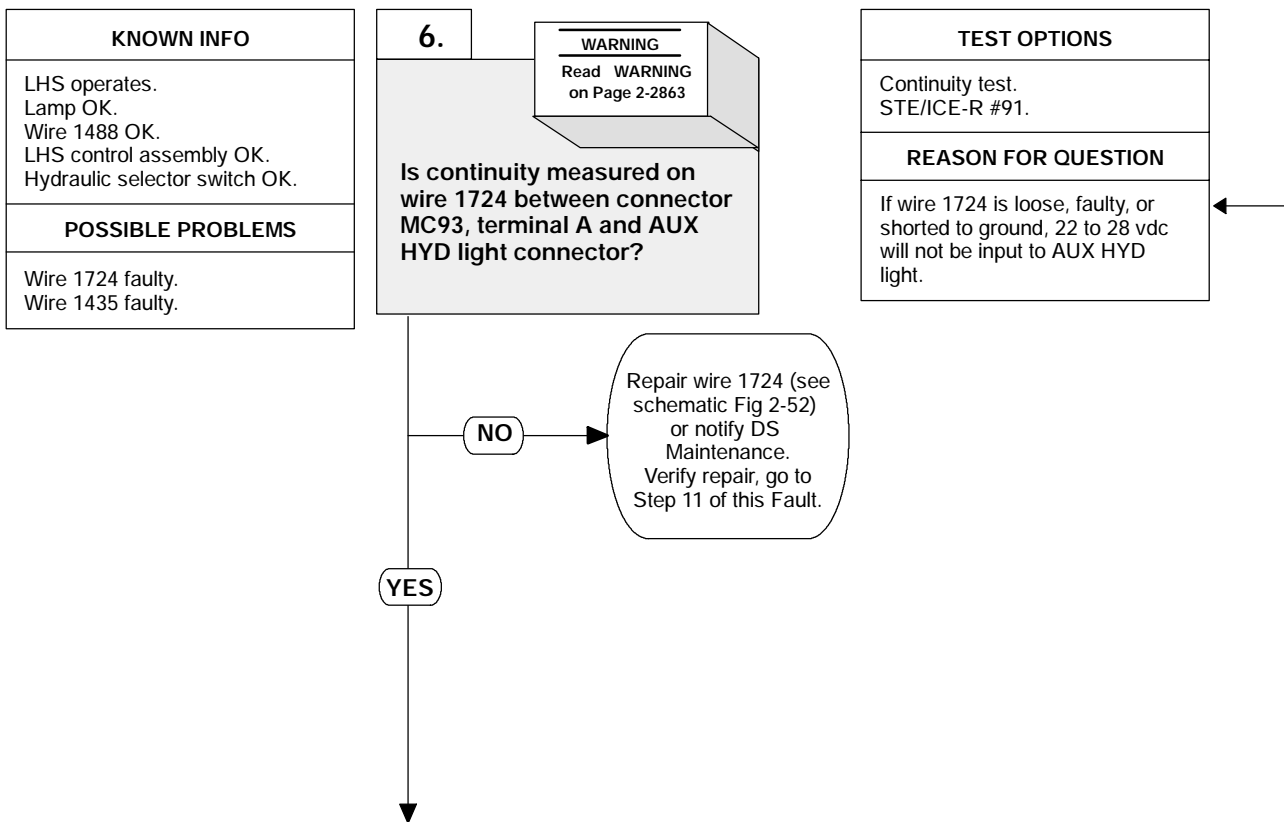 KNOWN INFO
LHS operates.
Lamp OK.
Wire 1488 OK.
LHS control assembly OK.
Hydraulic selector switch OK.
POSSIBLE PROBLEMS
Wire 1724 faulty.
Wire 1435 faulty.
6.
WARNING
Read WARNING
on Page 2-2863
Is continuity measured on
wire 1724 between connector
MC93, terminal A and AUX
HYD light connector?
TEST OPTIONS
Continuity test.
STE/ICE-R #91.
REASON FOR QUESTION
If wire 1724 is loose, faulty, or
shorted to ground, 22 to 28 vdc
will not be input to AUX HYD
light.
NO
Repair wire 1724 (see
schematic Fig 2-52)
or notify DS
Maintenance.
Verify repair, go to
Step 11 of this Fault.
YES